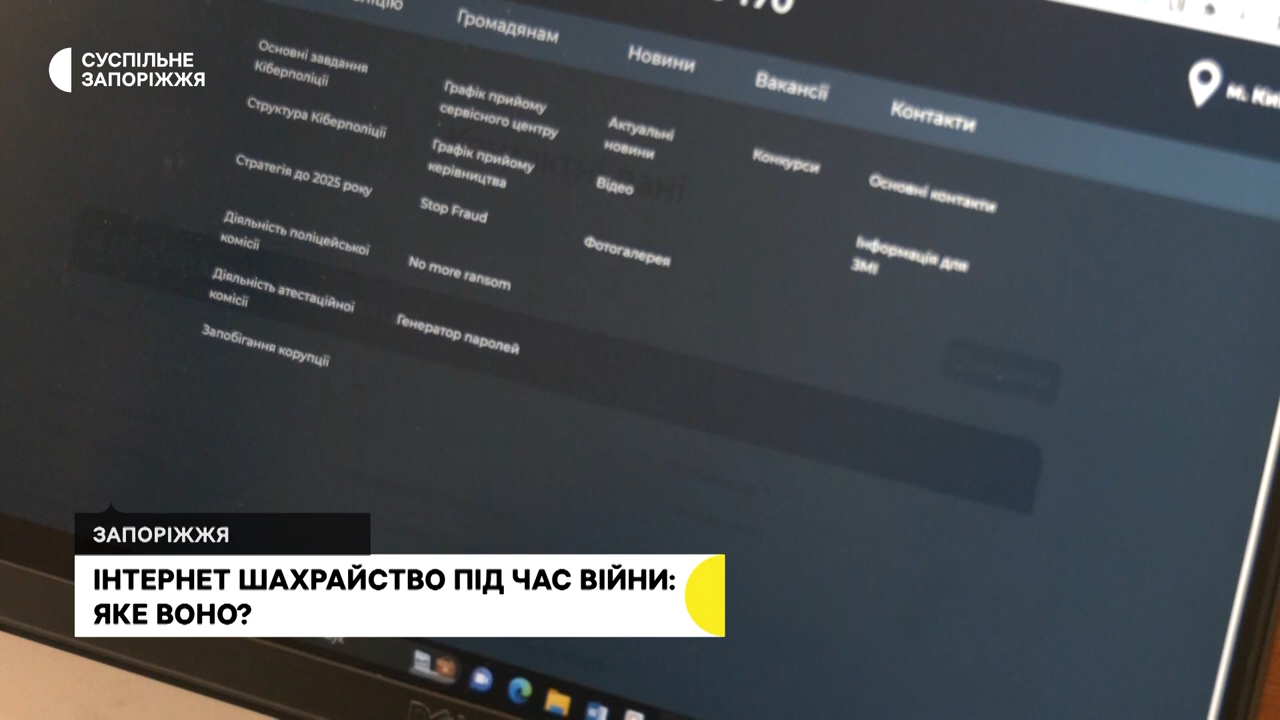 СУСПІЛЬНЕ
ЗАПОРІЖЖЯ
Громадянам
Новини
Вакансії
Контакти
Основні завдання
Кіберполіції
Структура Кіберполіції
Стратегія до 2025 року
Діяльність поліцейської
комісії
Діяльність атестаційної
комісії
Запобігання корупції
Графік прийому
сервісного центру
Графік прийому
керівництва
Stop Fraud
No more ransom
Генератор паролей
Актуальні
новини
Відео
Фотогалерея
Конкурси
Основні контакти
Інформація для
ЗМІ
ЗАПОРІЖЖЯ
ІНТЕРНЕТ ШАХРАЙСТВО ПІД ЧАС ВІЙНИ:
ЯКЕ ВОНО?